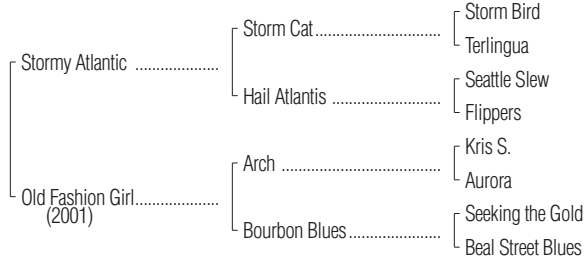 Storm Bird
Storm Cat
Terlingua
Stormy Atlantic
Seattle Slew
Hail Atlantis
Flippers
Kris S.
Arch
Aurora
Old Fashion Girl
(2001)
Seeking the Gold
Bourbon Blues
Beal Street Blues